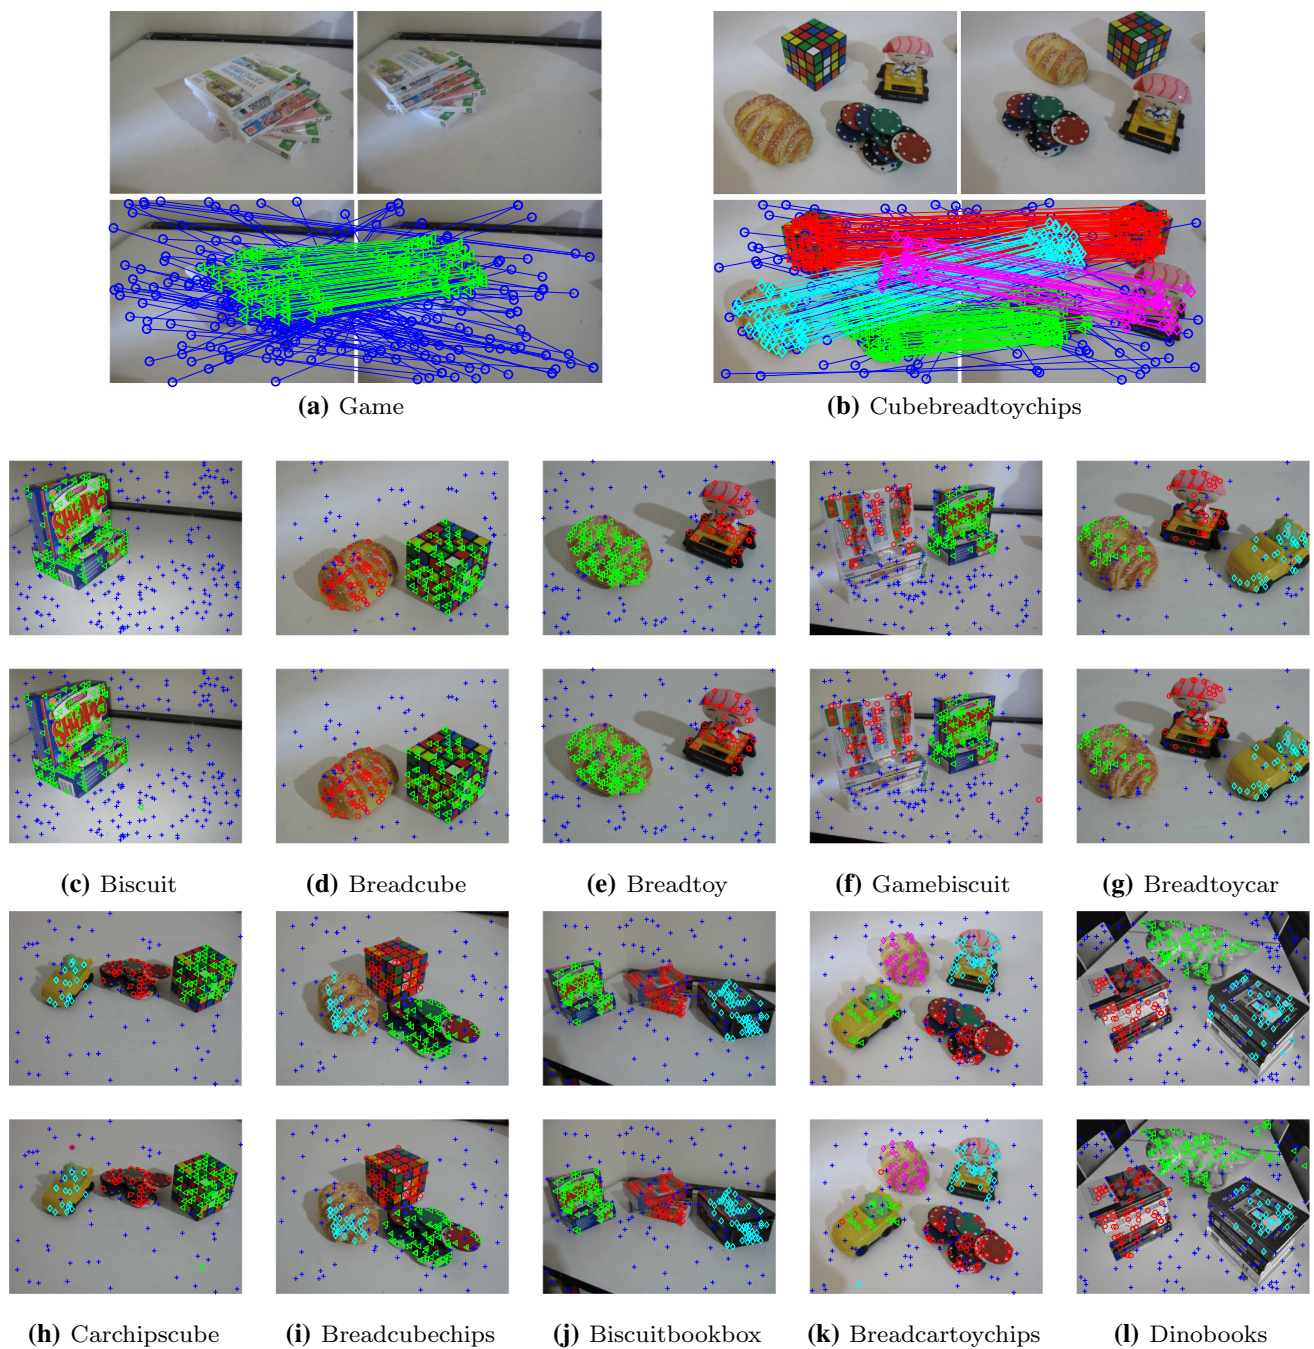 (a) Game
(b) Cubebreadtoychips
(c) Biscuit
(d) Breadcube
(e) Breadtoy
(f) Gamebiscuit
(g) Breadtoycar
(h) Carchipscube
(i) Breadcubechips
(j) Biscuitbookbox
(k) Breadcartoychips
(l) Dinobooks